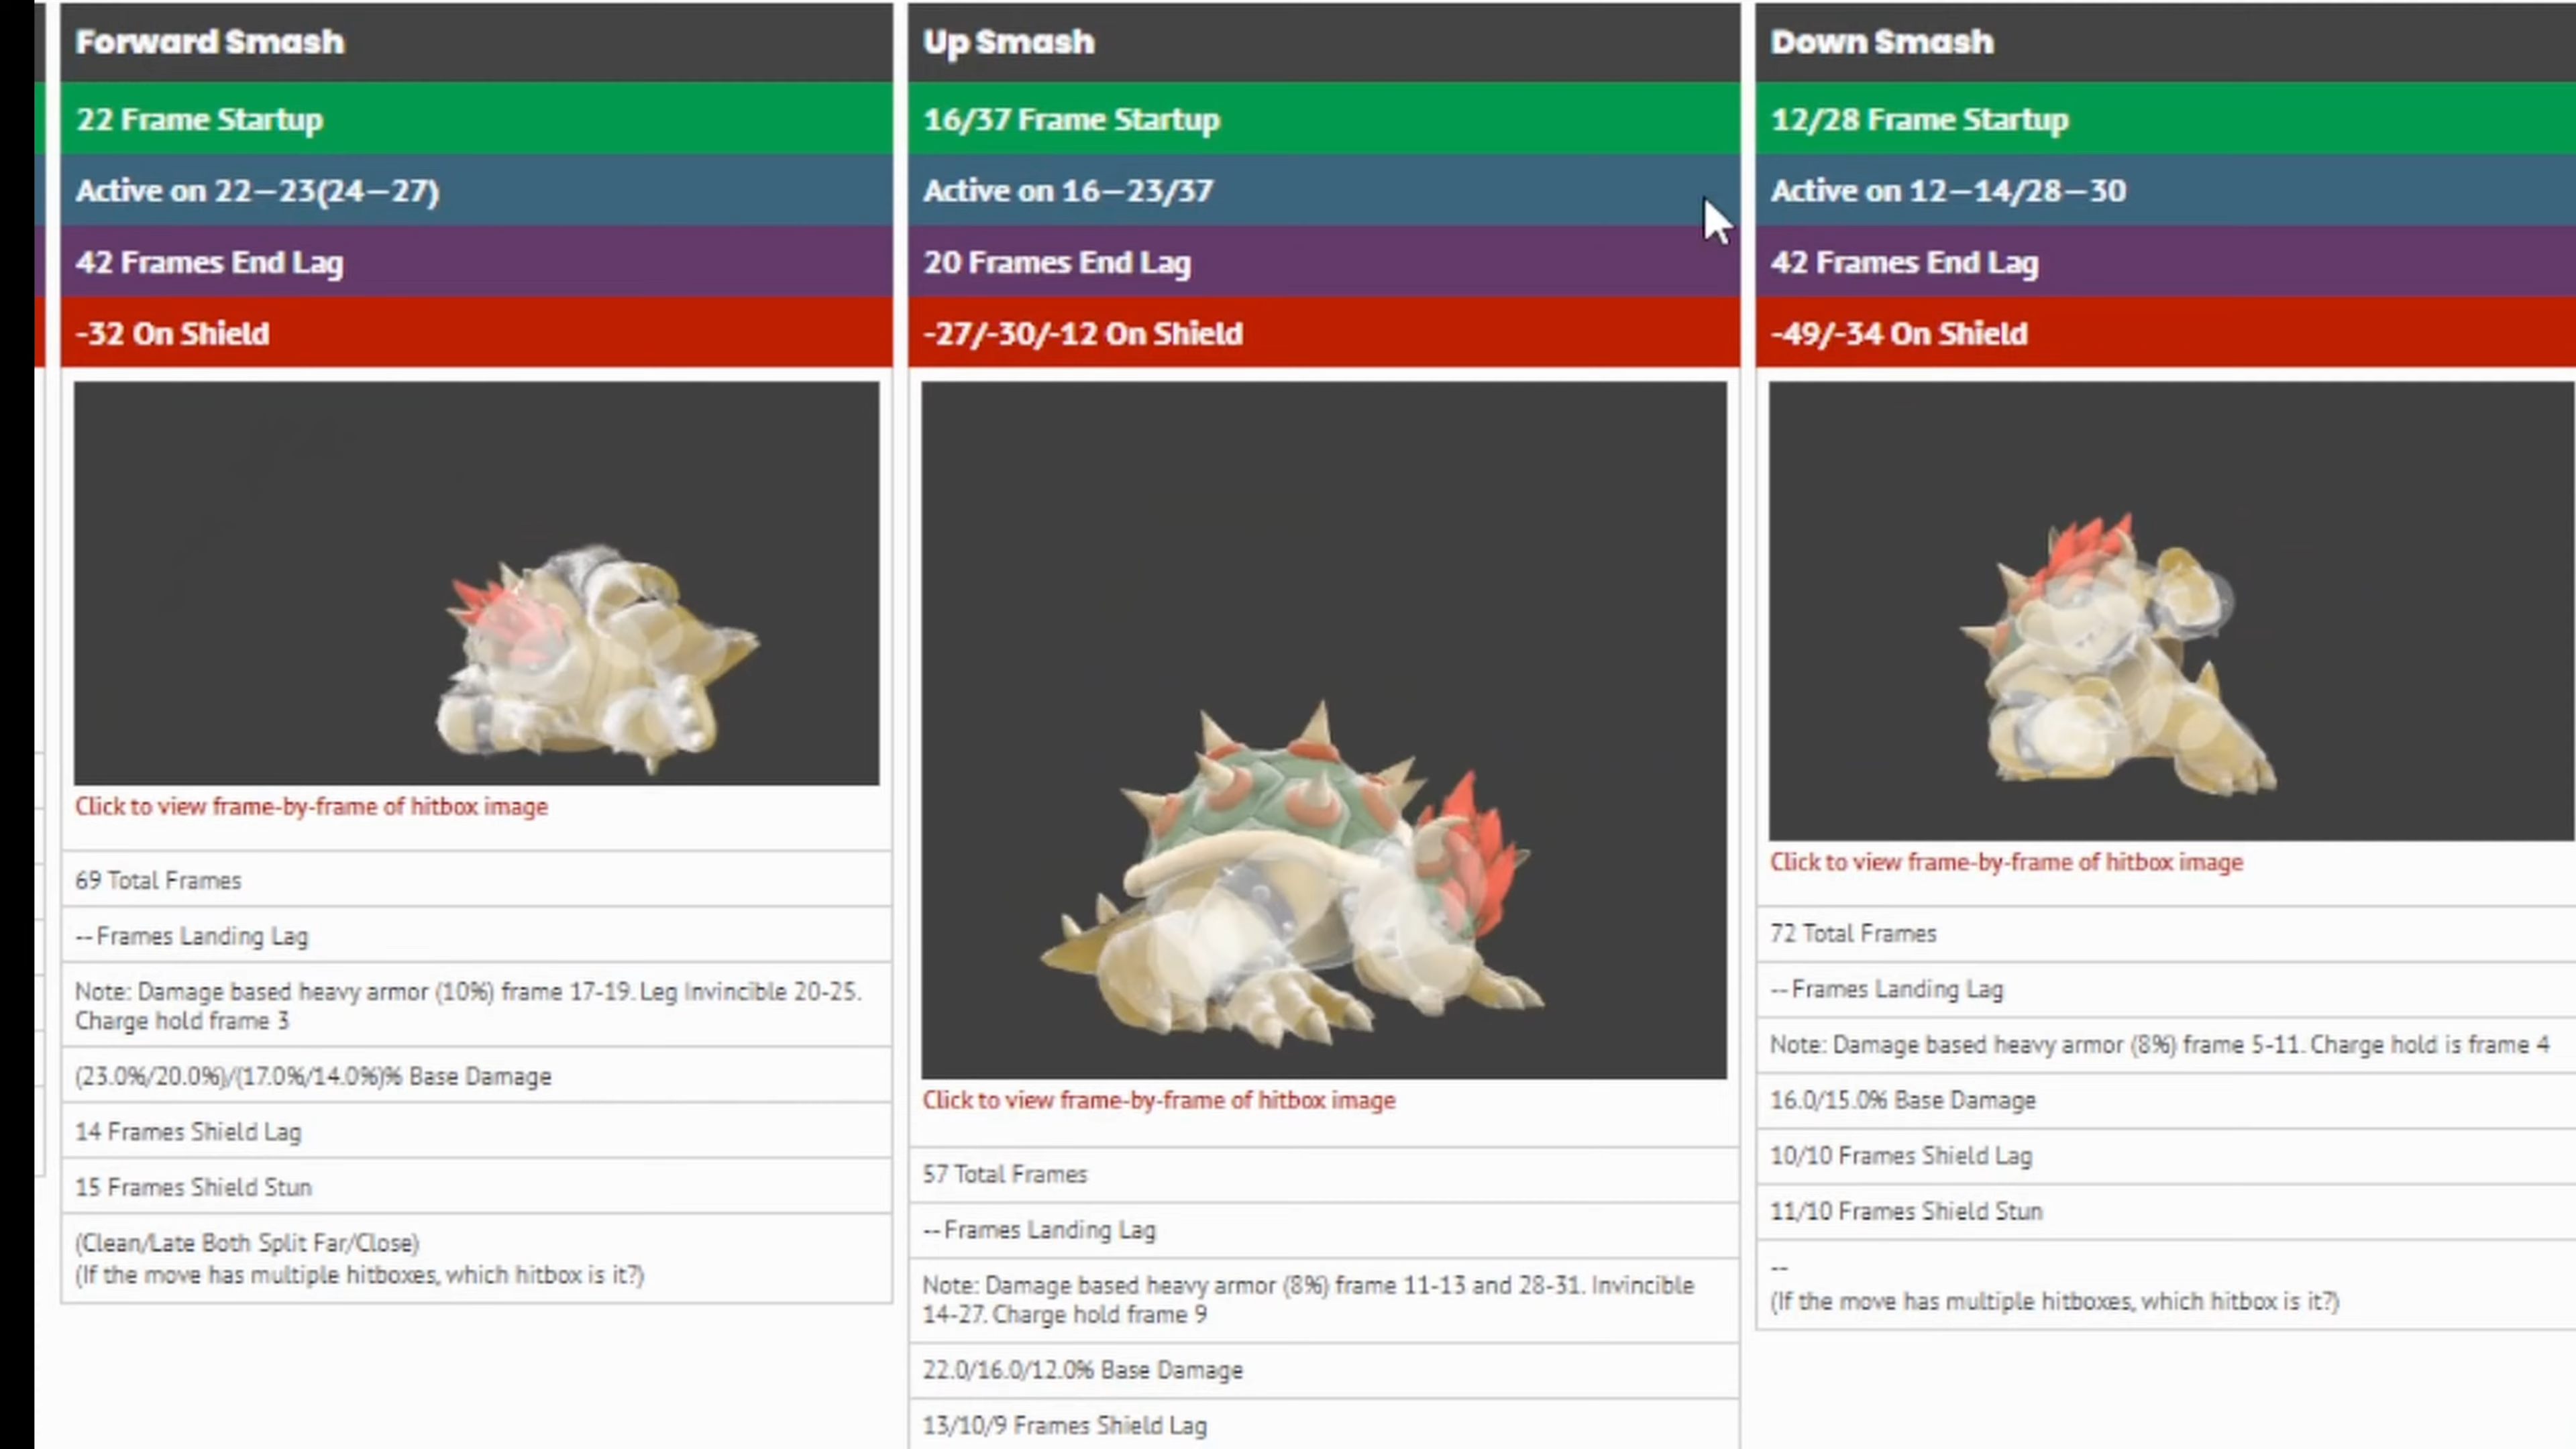 Forward Smash
22 Frame Startup
Active on 22—23(24—27)
42 Frames End Lag
-32 On Shield
Click to view frame-by-frame of hitbox image
69 Total Frames
-- Frames Landing Lag
Note: Damage based heavy armor (10%) frame 17-19. Leg Invincible 20-25.
Charge hold frame 3
(23.0%/20.0%)/(17.0%/14.0%)% Base Damage
14 Frames Shield Lag
15 Frames Shield Stun
(Clean/Late Both Split Far/Close)
(If the move has multiple hitboxes, which hitbox is it?)
Up Smash
16/37 Frame Startup
Active on 16—23/37
20 Frames End Lag
-27/-30/-12 On Shield
Click to view frame-by-frame of hitbox image
57 Total Frames
-- Frames Landing Lag
Note: Damage based heavy armor (8%) frame 11-13 and 28-31. Invincible
14-27. Charge hold frame 9
22.0/16.0/12.0% Base Damage
13/10/9 Frames Shield Lag
Down Smash
12/28 Frame Startup
Active on 12—14/28—30
42 Frames End Lag
-49/-34 On Shield
Click to view frame-by-frame of hitbox image
72 Total Frames
-- Frames Landing Lag
Note: Damage based heavy armor (8%) frame 5-11. Charge hold is frame 4
16.0/15.0% Base Damage
10/10 Frames Shield Lag
11/10 Frames Shield Stun
--
(If the move has multiple hitboxes, which hitbox is it?)